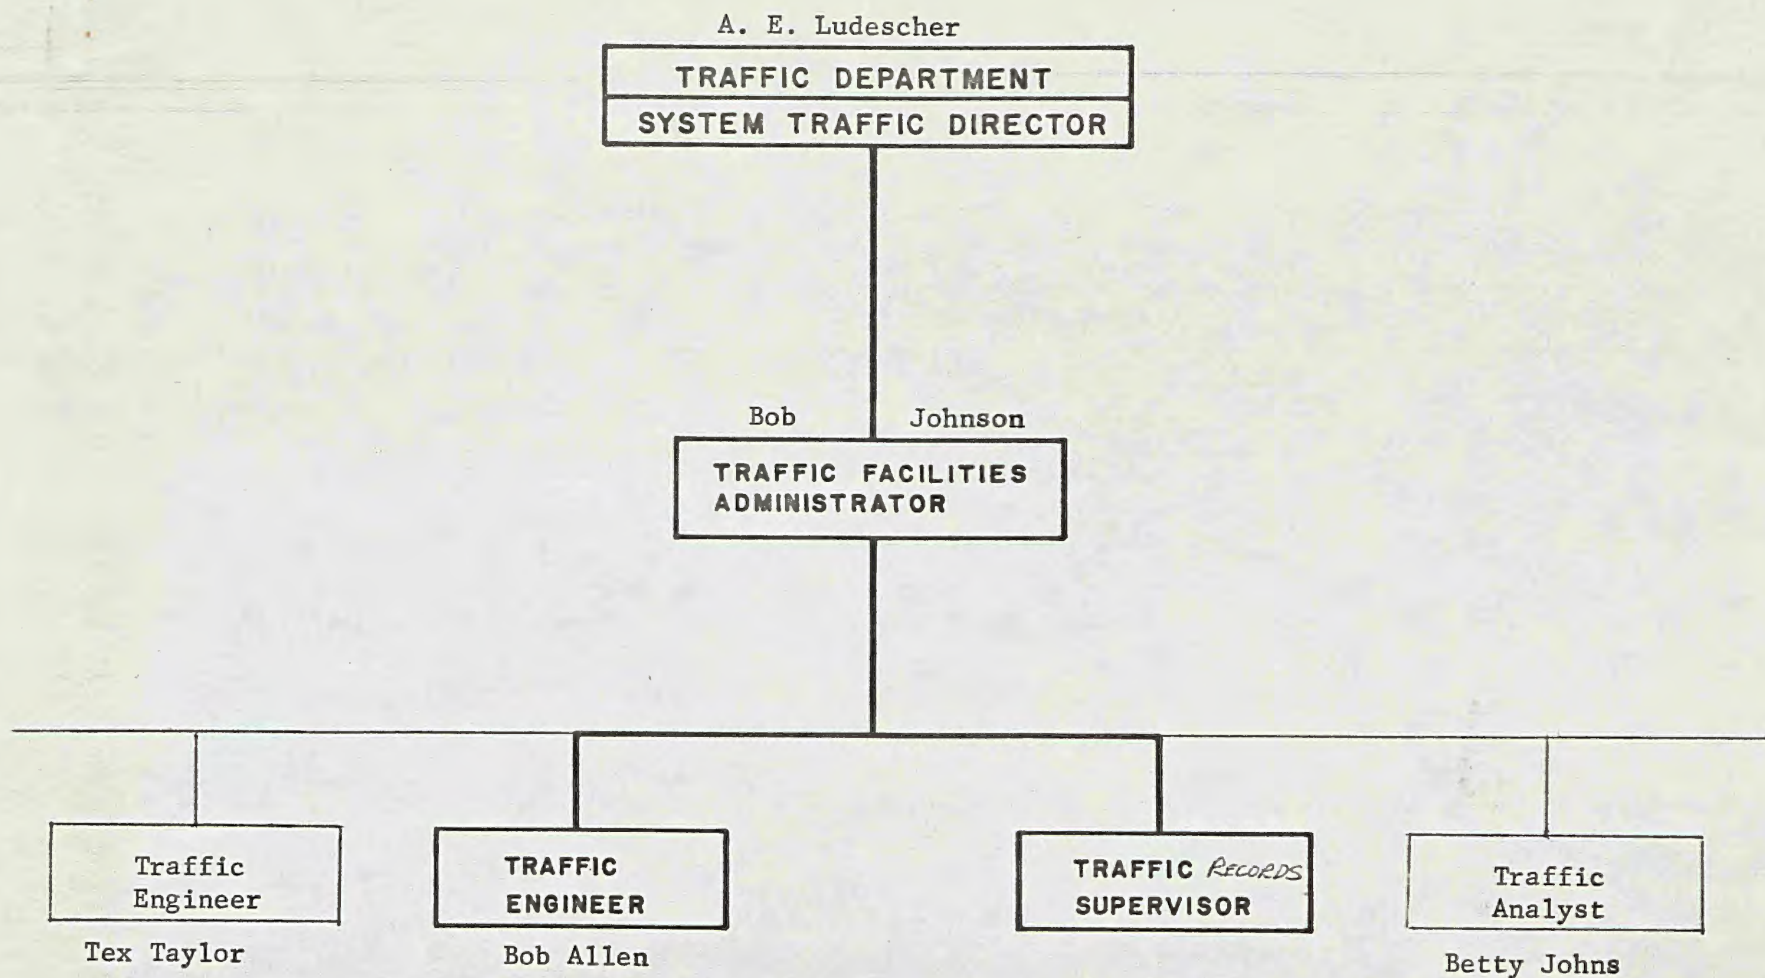 A. E. Ludescher
TRAFFIC DEPARTMENT
SYSTEM TRAFFIC DIRECTOR
Bob Johnson
TRAFFIC FACILITIES
ADMINISTRATOR
Traffic
Engineer
Tex Taylor
TRAFFIC
ENGINEER
Bob Allen
TRAFFIC RECORDS
SUPERVISOR
Traffic
Analyst
Betty Johns